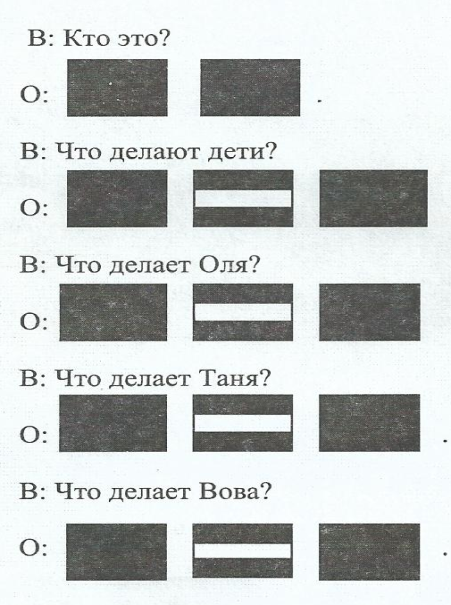 В: Кто это?
О: .
В: Что делают дети?
О:
В: Что делает Оля?
О:
В: Что делает Таня?
О: .
В: Что делает Вова?
О: .